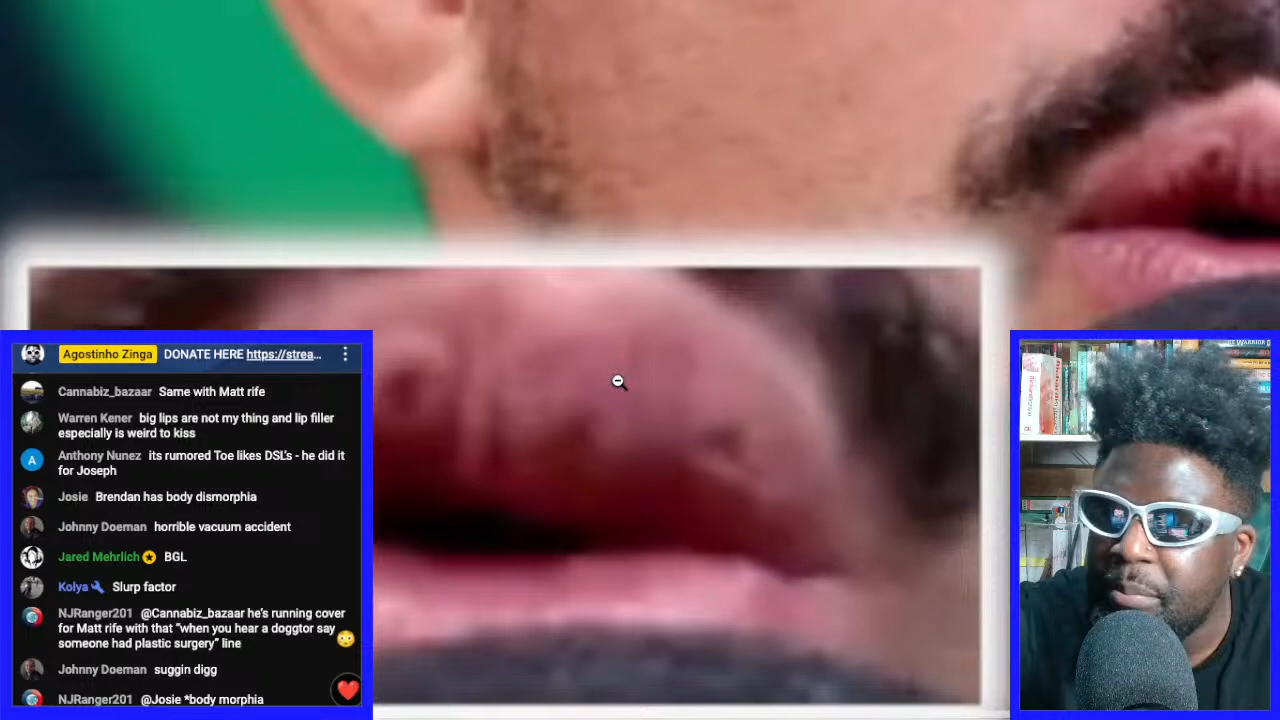 Agostinho Zinga DONATE HERE https://strea...
Cannabiz_bazaar Same with Matt rife
Warren Kener big lips are not my thing and lip filler
especially is weird to kiss
A Anthony Nunez its rumored Toe likes DSL's - he did it
for Joseph
Josie Brendan has body dismorphia
Johnny Doeman horrible vacuum accident
Jared Mehrlich BGL
Kolya Slurp factor
NJRanger201 @Cannabiz_bazaar he's running cover
for Matt rife with that "when you hear a doggtor say
someone had plastic surgery" line
Johnny Doeman suggin digg
NJRanger201 @Josie *body morphia